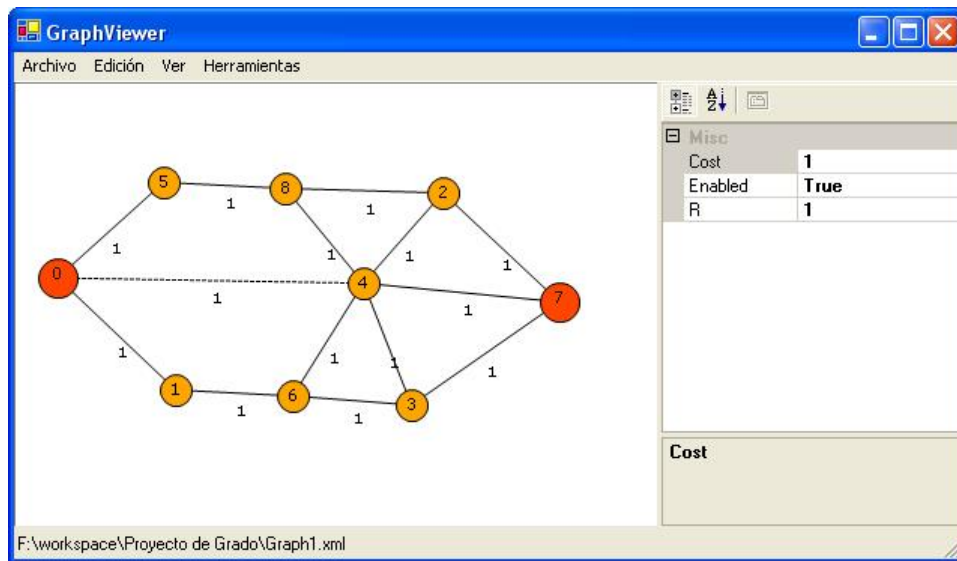 GraphViewer
Archivo Edición Ver Herramientas
Misc
Cost 1
Enabled True
R 1
5 8 2
1 1
1 1 1 1
0 4 7
1 1
1 1 1 1
1 6 3
1 1
Cost
F:\workspace\Proyecto de Grado\Graph1.xml